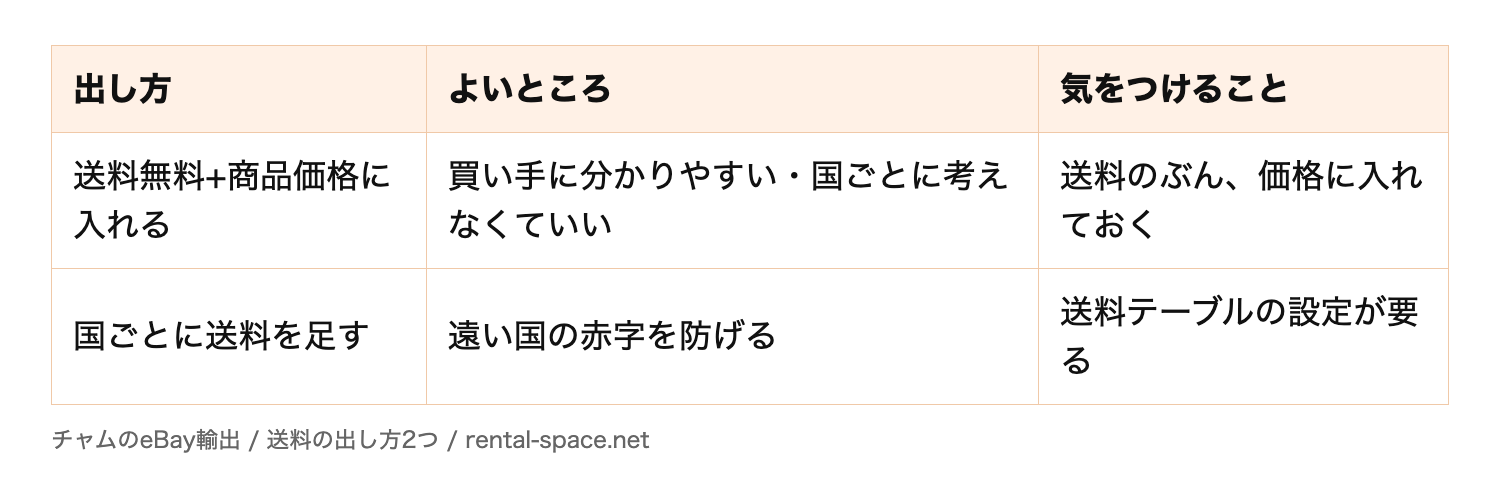 出し方
よいところ
気をつけること
送料無料+商品価格に
入れる
買い手に分かりやすい・国ごとに考え
なくていい
送料のぶん、価格に入れ
ておく
国ごとに送料を足す
遠い国の赤字を防げる
送料テーブルの設定が要
る
チャムのeBay輸出 / 送料の出し方2つ / rental-space.net